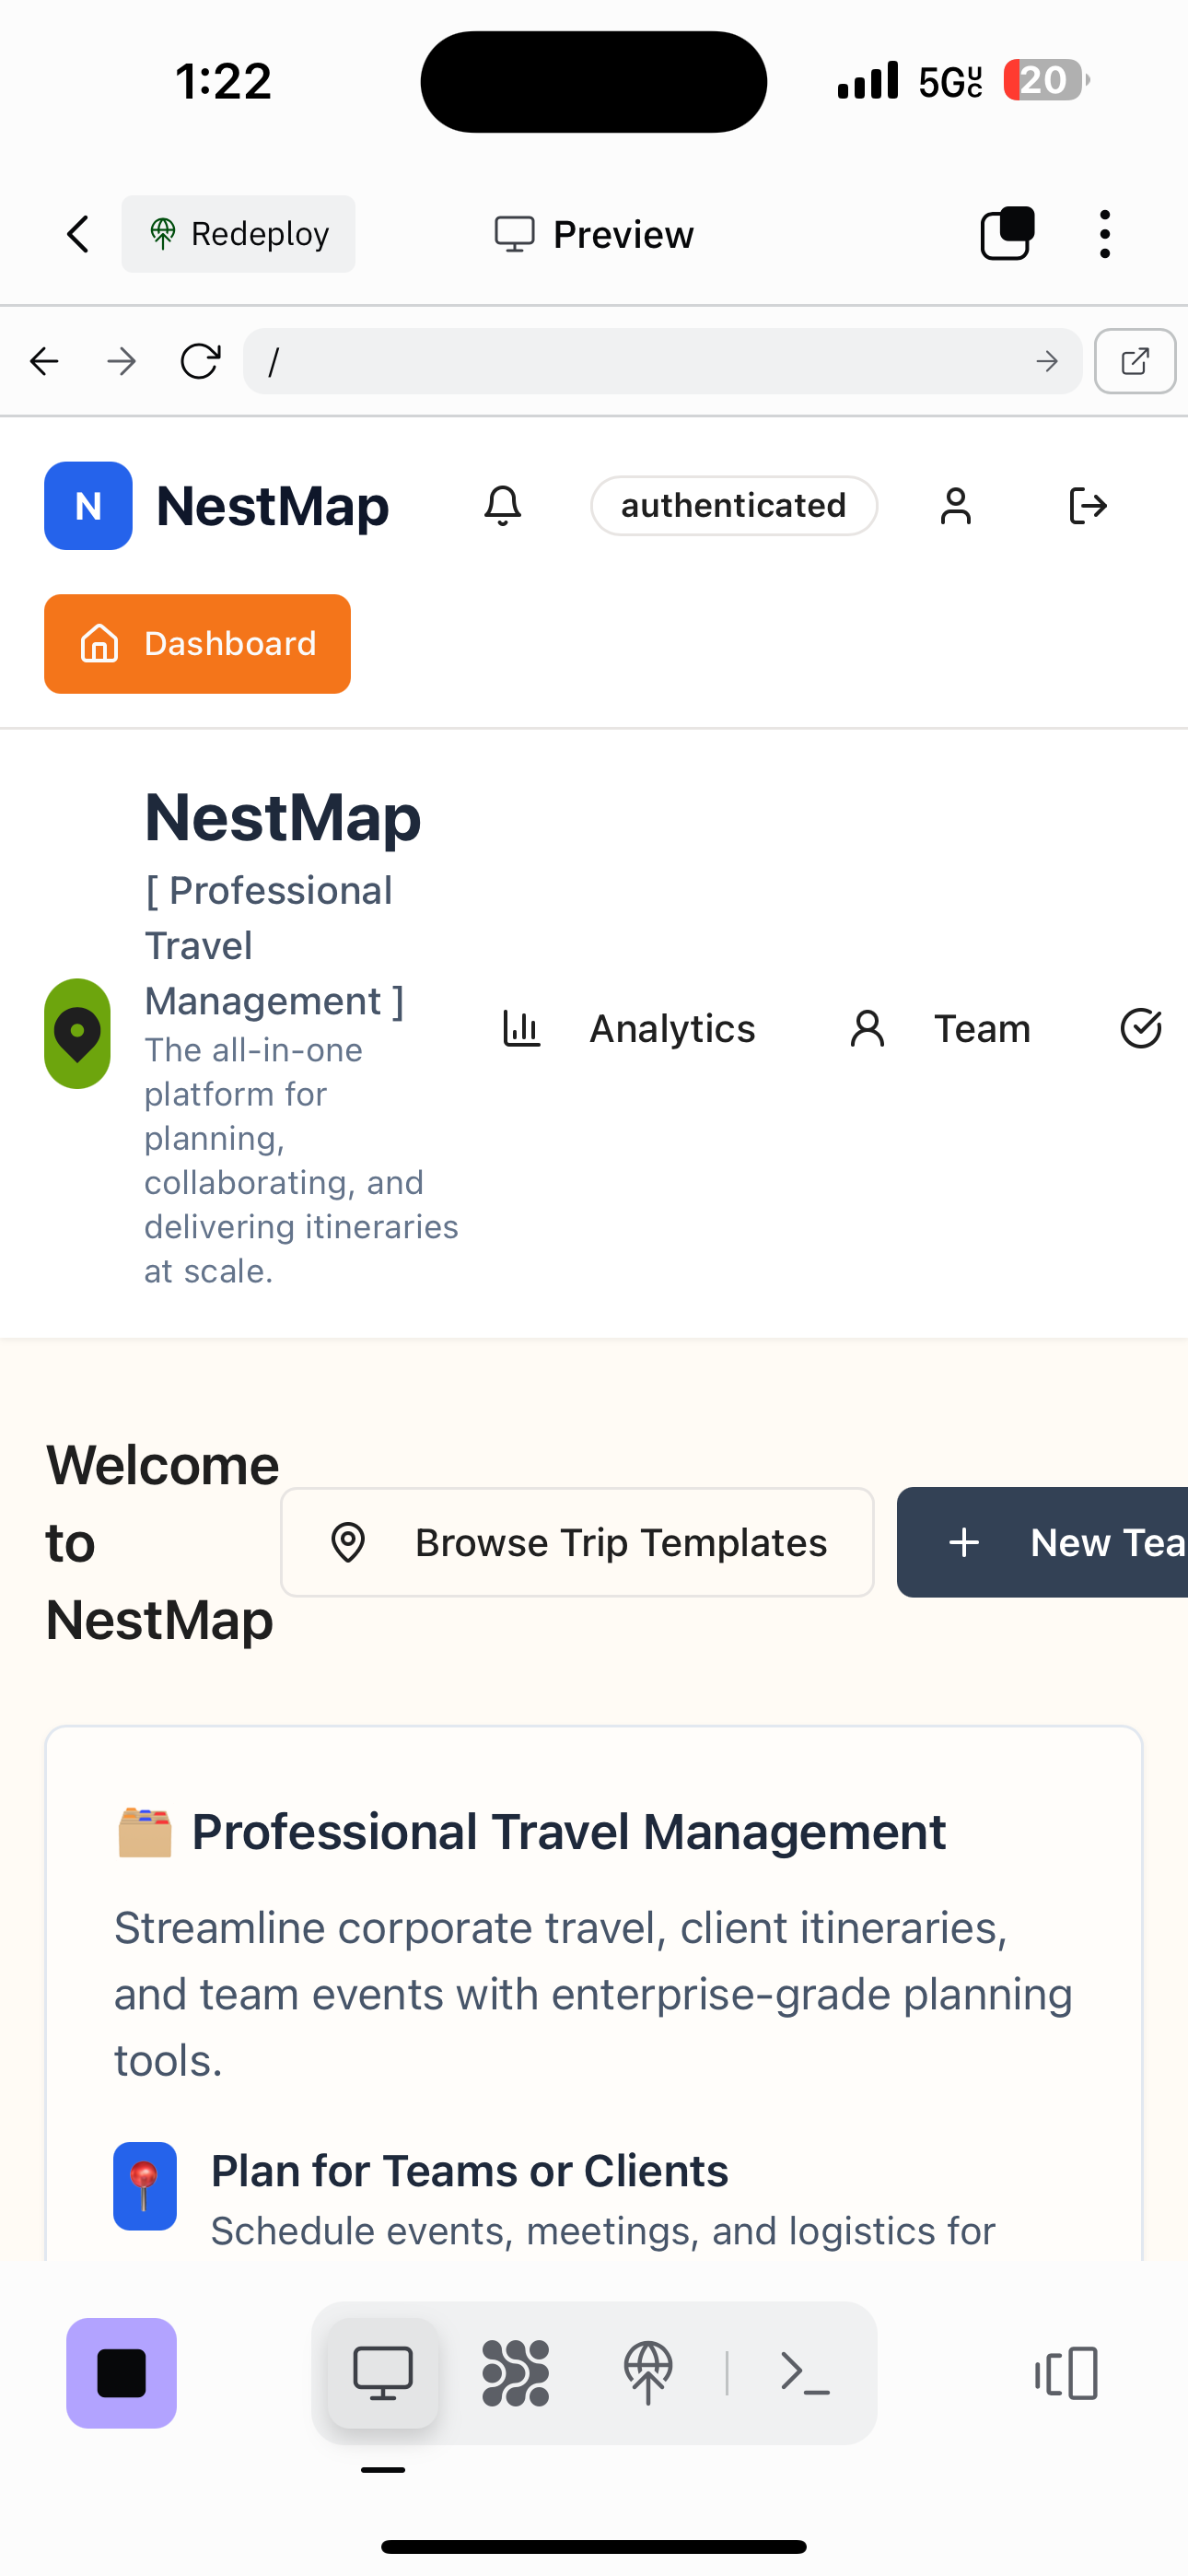 1:22
5GUC
20
Redeploy
Preview
/
N
NestMap
authenticated
Dashboard
NestMap
[ Professional
Travel
Management ]
The all-in-one
platform for
planning,
collaborating, and
delivering itineraries
at scale.
Analytics
Team
Welcome
to
NestMap
Browse Trip Templates
New Tea
Professional Travel Management
Streamline corporate travel, client itineraries,
and team events with enterprise-grade planning
tools.
Plan for Teams or Clients
Schedule events, meetings, and logistics for